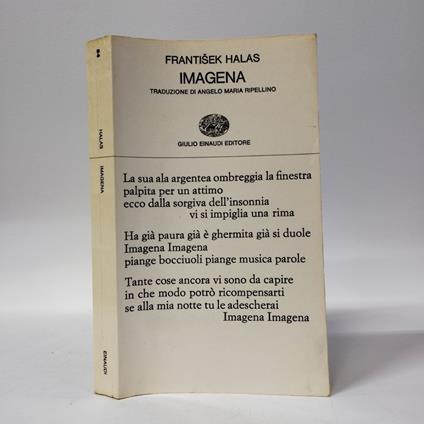 FRANTIŠEK HALAS
IMAGENA
TRADUZIONE DI ANGELO MARIA RIPELLINO
GIULIO EINAUDI EDITORE
La sua ala argentea ombreggia la finestra
palpita per un attimo
ecco dalla sorgiva dell'insonnia
vi si impiglia una rima
Ha già paura già è ghermita già si duole
Imagena Imagena
piange bocciuoli piange musica parole
Tante cose ancora vi sono da capire
in che modo potrò ricompensarti
se alla mia notte tu le adescherai
Imagena Imagena
HALAS
IMAGENA
EINAUDI